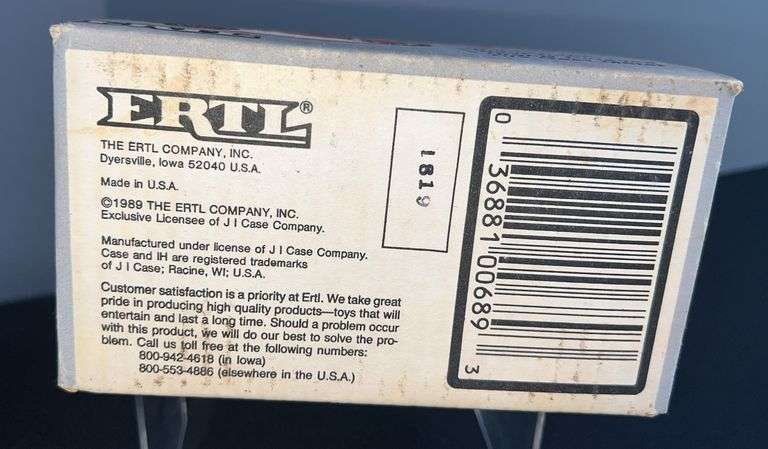 ERTL®
THE ERTL COMPANY, INC.
Dyersville, Iowa 52040 U.S.A.
Made in U.S.A.
©1989 THE ERTL COMPANY, INC.
Exclusive Licensee of J I Case Company.
Manufactured under license of J I Case Company.
Case and IH are registered trademarks
of J I Case; Racine, WI; U.S.A.
Customer satisfaction is a priority at Ertl. We take great
pride in producing high quality products—toys that will
entertain and last a long time. Should a problem occur
with this product, we will do our best to solve the pro-
blem. Call us toll free at the following numbers:
800-942-4618 (in Iowa)
800-553-4886 (elsewhere in the U.S.A.)
1819
0 36881 00689 3